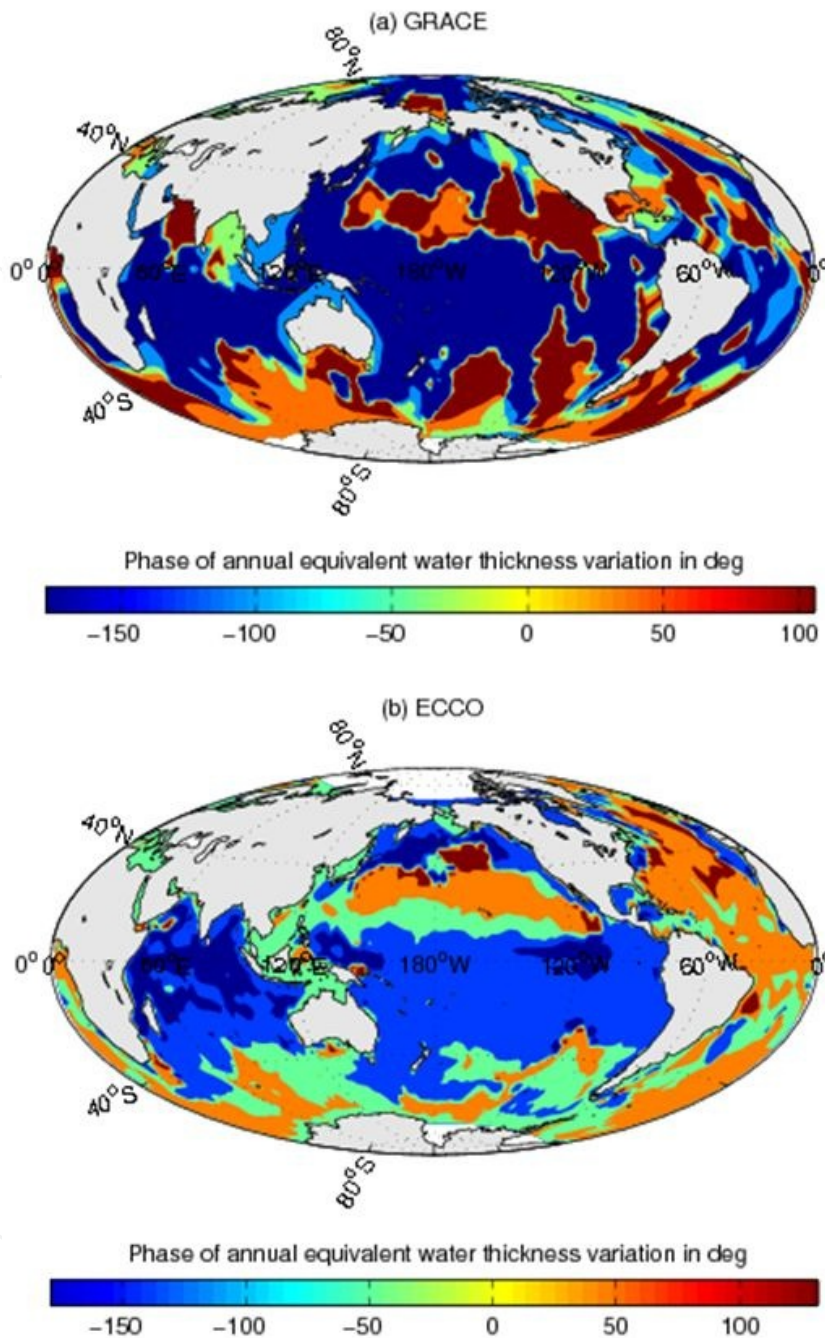 (a) GRACE
80°N
40°N
0° 0° 60°E 120°E 180°W 120°W 60°W 0°
40°S
80°S
Phase of annual equivalent water thickness variation in deg
−150 −100 −50 0 50 100
(b) ECCO
80°N
40°N
0° 0° 60°E 120°E 180°W 120°W 60°W 0°
40°S
80°S
Phase of annual equivalent water thickness variation in deg
−150 −100 −50 0 50 100